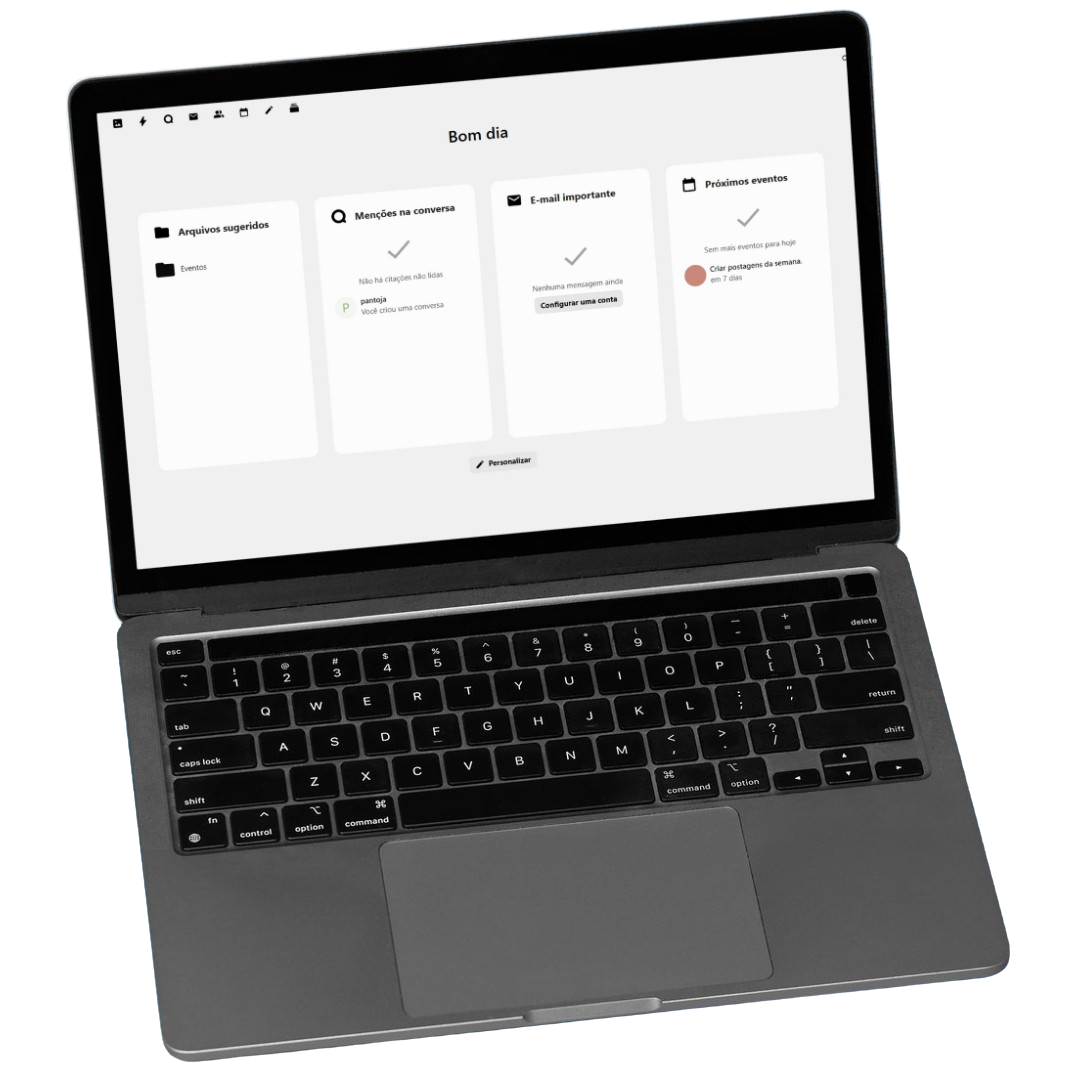 Bom dia
Arquivos sugeridos
Eventos
Menções na conversa
Não há citações não lidas
P
pantoja
Você criou uma conversa
E-mail importante
Nenhuma mensagem ainda
Configurar uma conta
Próximos eventos
Sem mais eventos para hoje
Criar postagens da semana.
em 7 dias
Personalizar
esc
~ ! @ # $ % ^ & * ( ) _ +
` 1 2 3 4 5 6 7 8 9 0 - = delete
tab Q W E R T Y U I O P { [ } ] | \
caps lock A S D F G H J K L : ; " ' return
shift Z X C V B N M < , > . ? / shift
fn ^ control ⌥ option ⌘ command ⌘ command ⌥ option ◄ ▲ ▼ ►